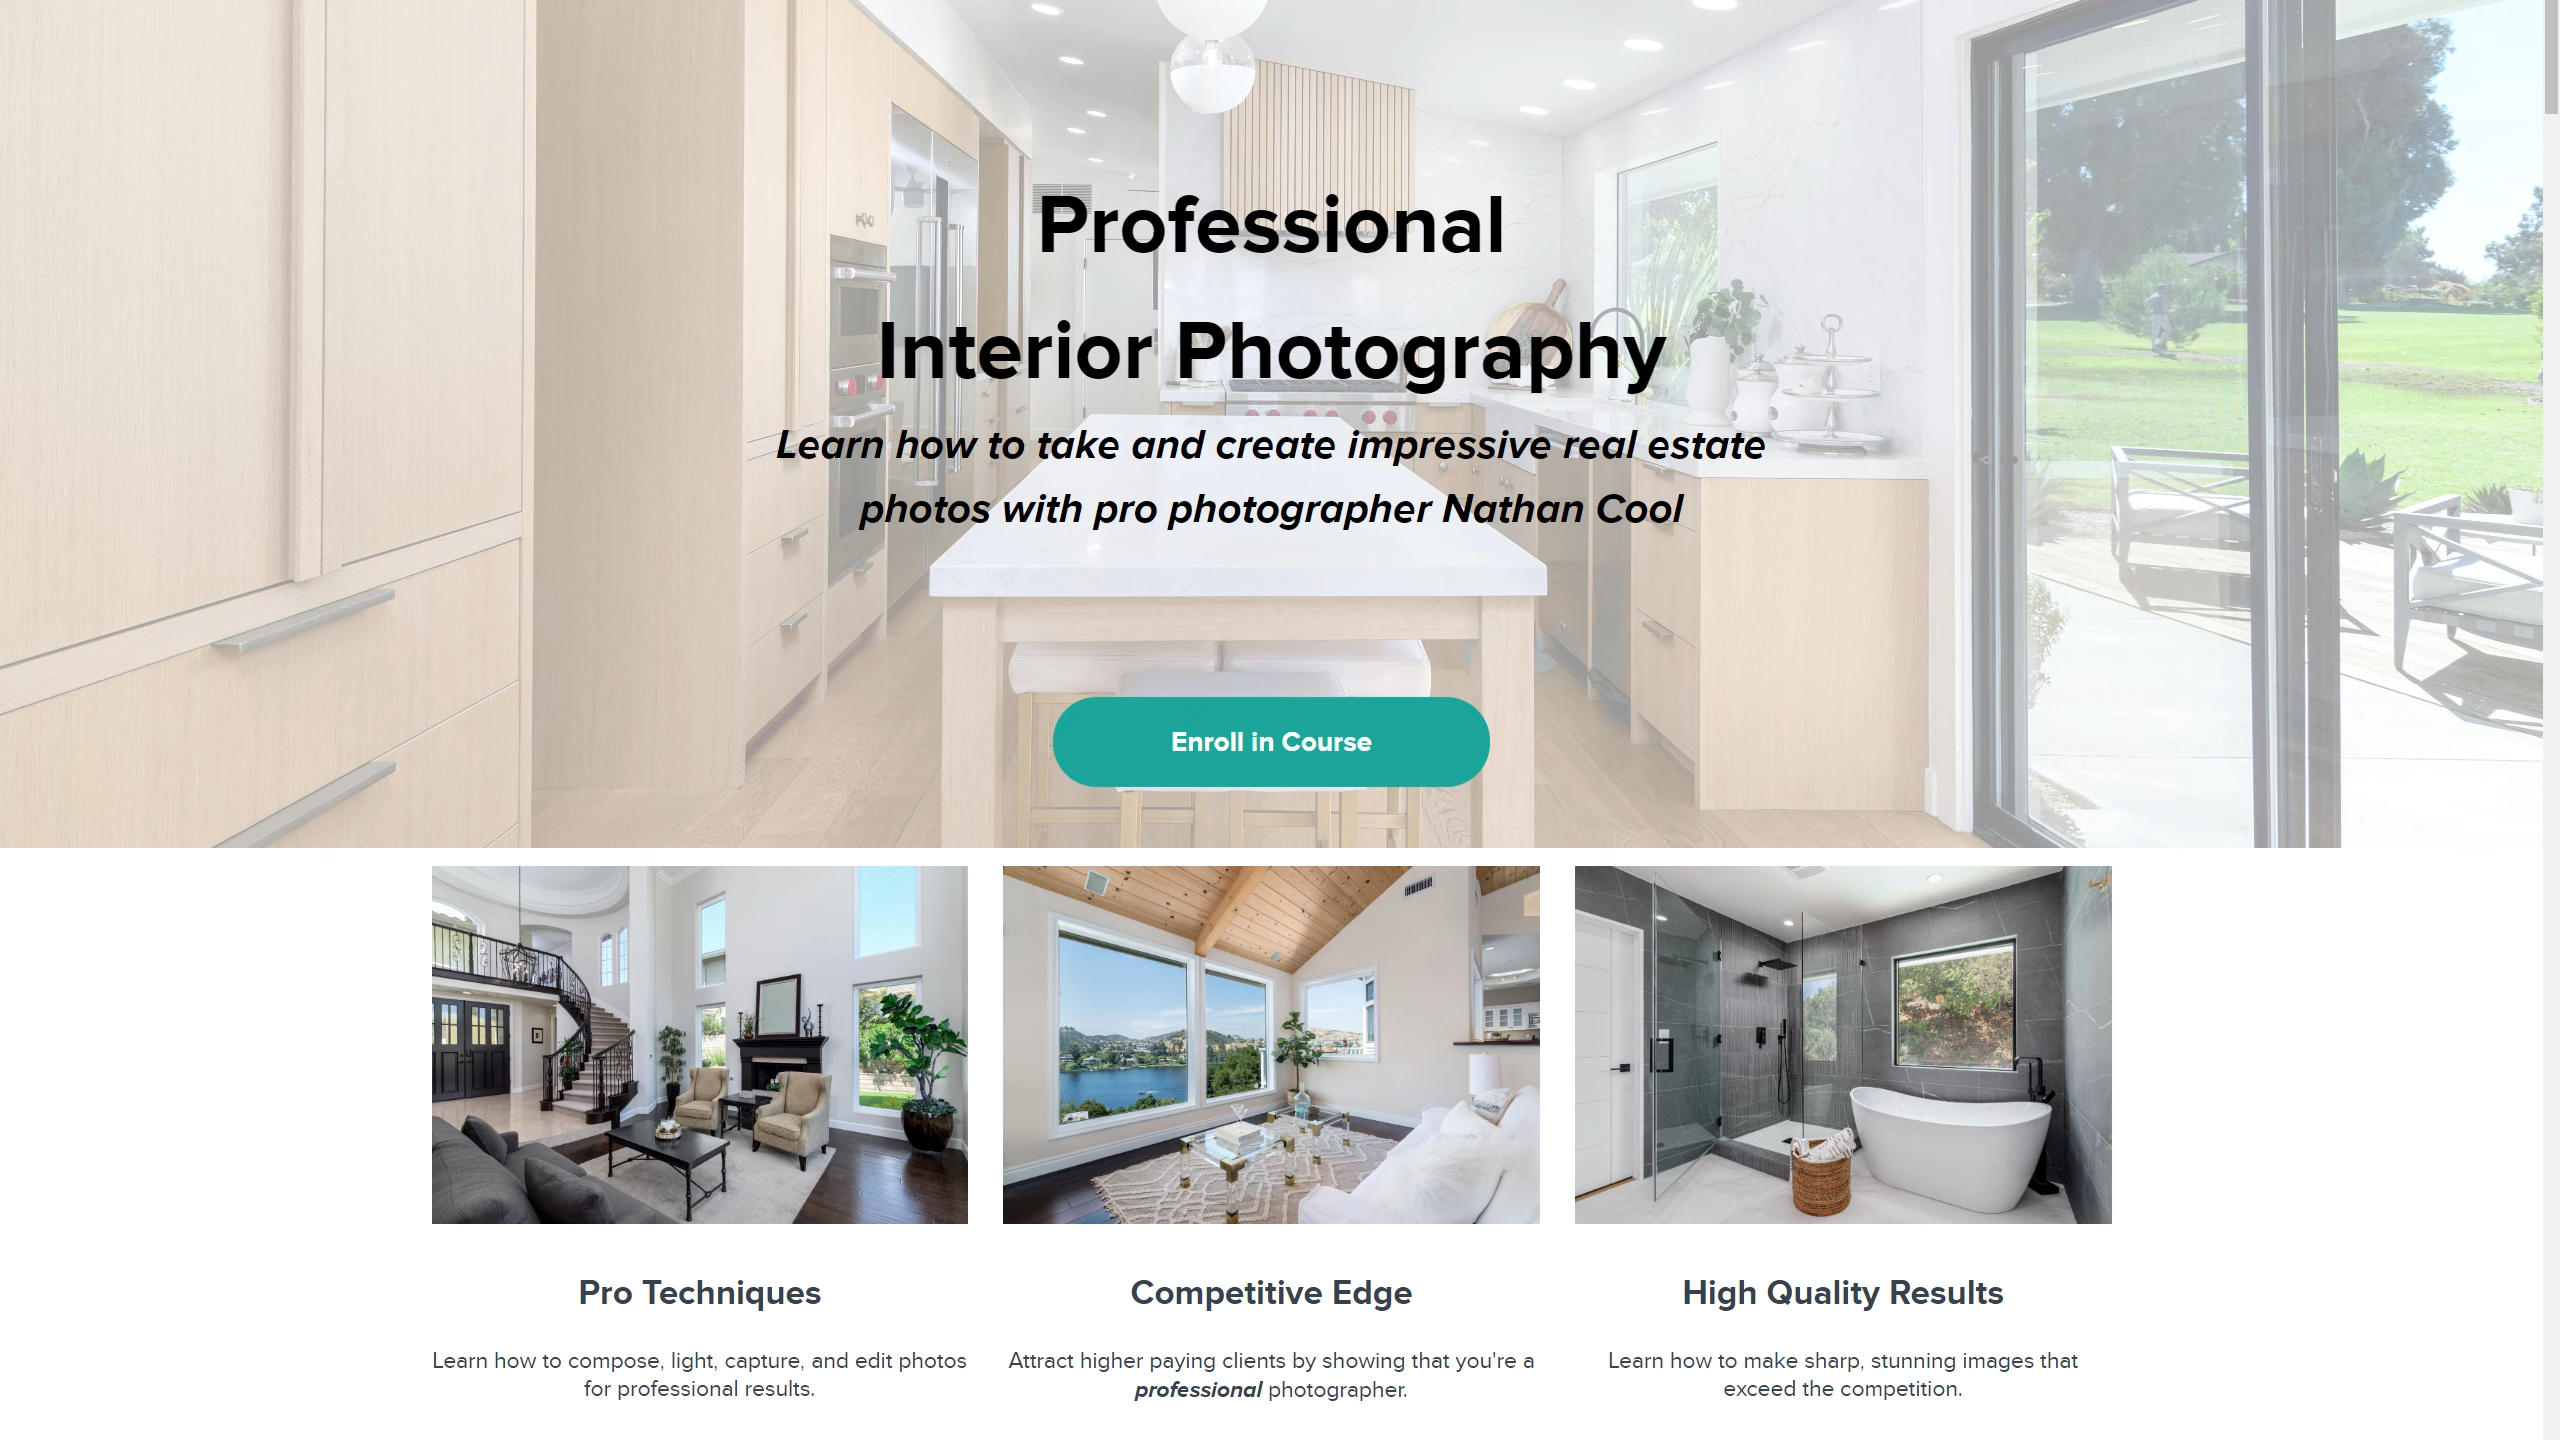 Professional
Interior Photography
Learn how to take and create impressive real estate
photos with pro photographer Nathan Cool
Enroll in Course
Pro Techniques
Learn how to compose, light, capture, and edit photos
for professional results.
Competitive Edge
Attract higher paying clients by showing that you're a
professional photographer.
High Quality Results
Learn how to make sharp, stunning images that
exceed the competition.